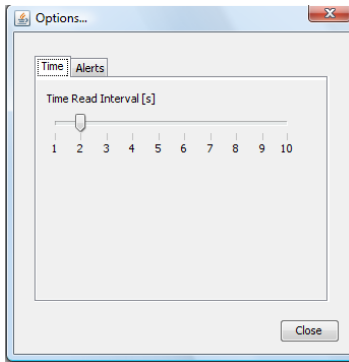 Options...
Time Alerts
Time Read Interval [s]
1 2 3 4 5 6 7 8 9 10
Close